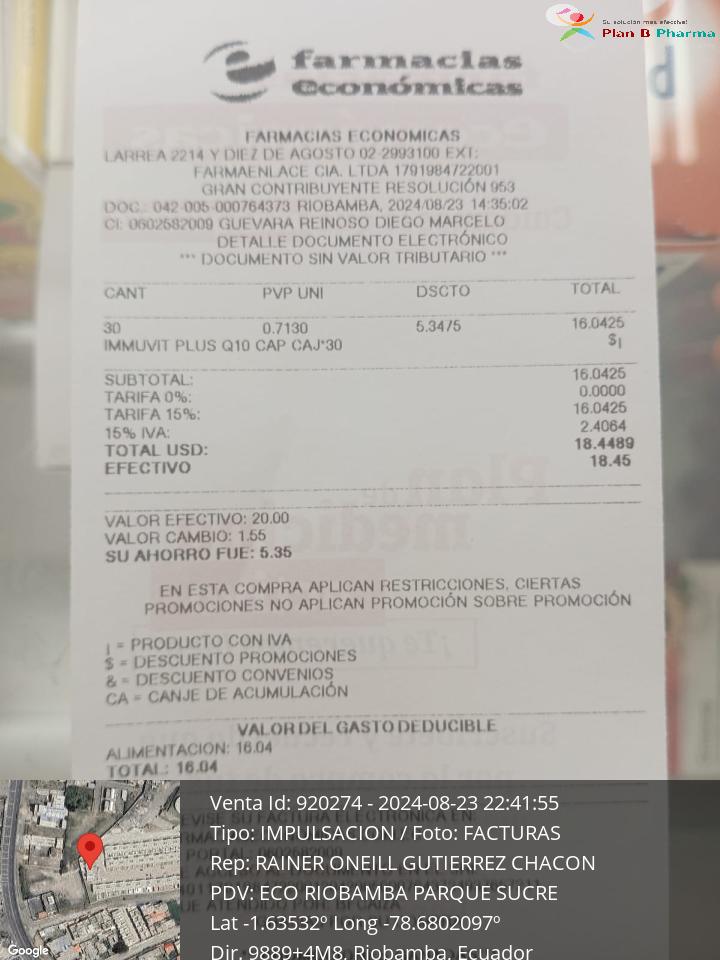 Su solución mas efectiva!
Plan B Pharma
farmacias
económicas
FARMACIAS ECONOMICAS
LARREA 2214 Y DIEZ DE AGOSTO 02-2993100 EXT:
FARMAENLACE CIA. LTDA 1791984722001
GRAN CONTRIBUYENTE RESOLUCIÓN 953
DOC.: 042-005-000764373 RIOBAMBA, 2024/08/23 14:35:02
CI: 0602582009 GUEVARA REINOSO DIEGO MARCELO
DETALLE DOCUMENTO ELECTRÓNICO
*** DOCUMENTO SIN VALOR TRIBUTARIO ***
CANT PVP UNI DSCTO TOTAL
30 0.7130 5.3475 16.0425
IMMUVIT PLUS Q10 CAP CAJ*30 $¡
SUBTOTAL: 16.0425
TARIFA 0%: 0.0000
TARIFA 15%: 16.0425
15% IVA: 2.4064
TOTAL USD: 18.4489
EFECTIVO 18.45
VALOR EFECTIVO: 20.00
VALOR CAMBIO: 1.55
SU AHORRO FUE: 5.35
EN ESTA COMPRA APLICAN RESTRICCIONES, CIERTAS
PROMOCIONES NO APLICAN PROMOCIÓN SOBRE PROMOCIÓN
¡ = PRODUCTO CON IVA
$ = DESCUENTO PROMOCIONES
& = DESCUENTO CONVENIOS
CA = CANJE DE ACUMULACIÓN
VALOR DEL GASTO DEDUCIBLE
ALIMENTACION: 16.04
TOTAL: 16.04
Venta Id: 920274 - 2024-08-23 22:41:55
Tipo: IMPULSACION / Foto: FACTURAS
Rep: RAINER ONEILL GUTIERREZ CHACON
PDV: ECO RIOBAMBA PARQUE SUCRE
Lat -1.63532º Long -78.6802097º
Dir. 9889+4M8, Riobamba, Ecuador
Google